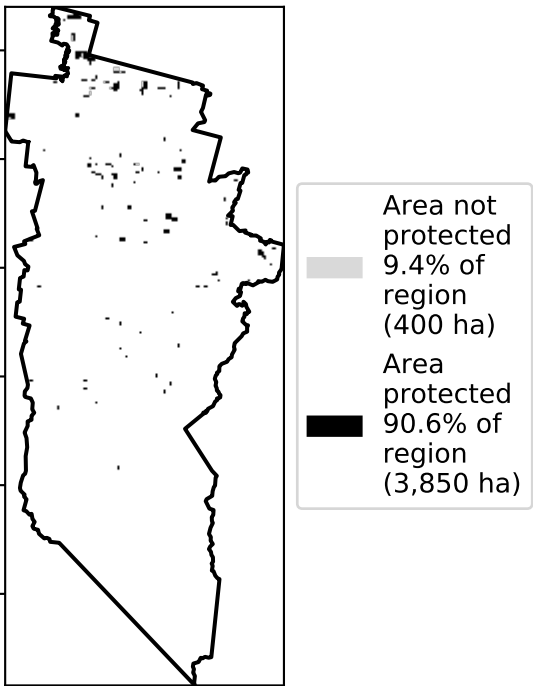 Area not
protected
9.4% of
region
(400 ha)
Area
protected
90.6% of
region
(3,850 ha)